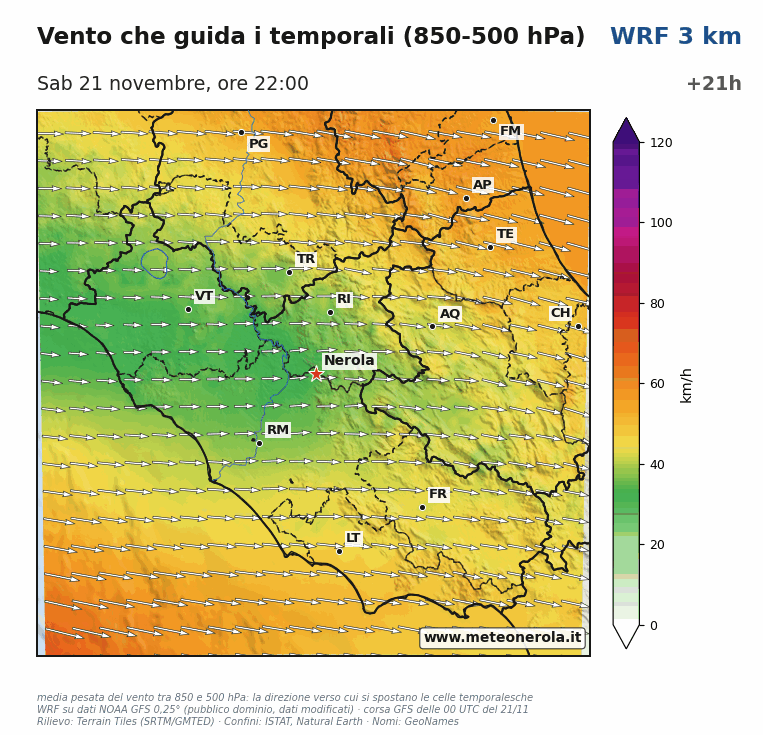 Vento che guida i temporali (850-500 hPa) WRF 3 km
Sab 21 novembre, ore 22:00 +21h
FM
PG
AP
TE
TR
VT
RI
AQ
CH
Nerola
RM
FR
LT
www.meteonerola.it
120
100
80
60
40
20
0
km/h
media pesata del vento tra 850 e 500 hPa: la direzione verso cui si spostano le celle temporalesche
WRF su dati NOAA GFS 0,25° (pubblico dominio, dati modificati) · corsa GFS delle 00 UTC del 21/11
Rilievo: Terrain Tiles (SRTM/GMTED) · Confini: ISTAT, Natural Earth · Nomi: GeoNames